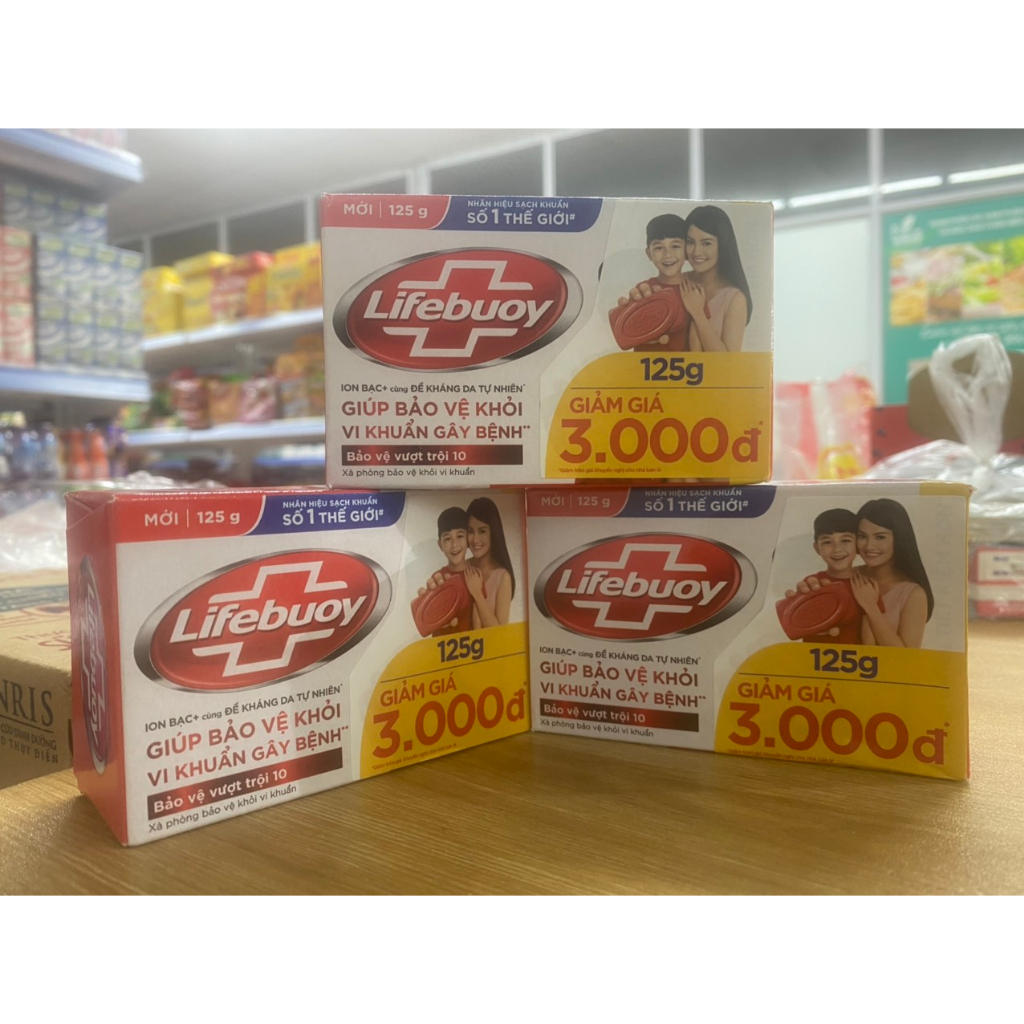 MỚI | 125 g
NHÃN HIỆU SẠCH KHUẨN
SỐ 1 THẾ GIỚI#
Lifebuoy
ION BẠC+ cùng ĐỀ KHÁNG DA TỰ NHIÊN*
GIÚP BẢO VỆ KHỎI
VI KHUẨN GÂY BỆNH**
Bảo vệ vượt trội 10
Xà phòng bảo vệ khỏi vi khuẩn
125g
GIẢM GIÁ
3.000đ*
MỚI | 125 g
NHÃN HIỆU SẠCH KHUẨN
SỐ 1 THẾ GIỚI#
Lifebuoy
ION BẠC+ cùng ĐỀ KHÁNG DA TỰ NHIÊN*
GIÚP BẢO VỆ KHỎI
VI KHUẨN GÂY BỆNH**
Bảo vệ vượt trội 10
Xà phòng bảo vệ khỏi vi khuẩn
125g
GIẢM GIÁ
3.000đ*
Lifebuoy
MỚI | 125 g
NHÃN HIỆU SẠCH KHUẨN
SỐ 1 THẾ GIỚI#
Lifebuoy
ION BẠC+ cùng ĐỀ KHÁNG DA TỰ NHIÊN*
GIÚP BẢO VỆ KHỎI
VI KHUẨN GÂY BỆNH**
Bảo vệ vượt trội 10
Xà phòng bảo vệ khỏi vi khuẩn
125g
GIẢM GIÁ
3.000đ*
NRIS